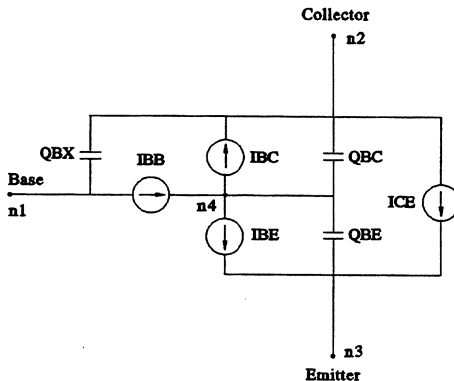 Collector
n2
QBX
IBB
IBC
QBC
Base
n1
n4
ICE
IBE
QBE
n3
Emitter